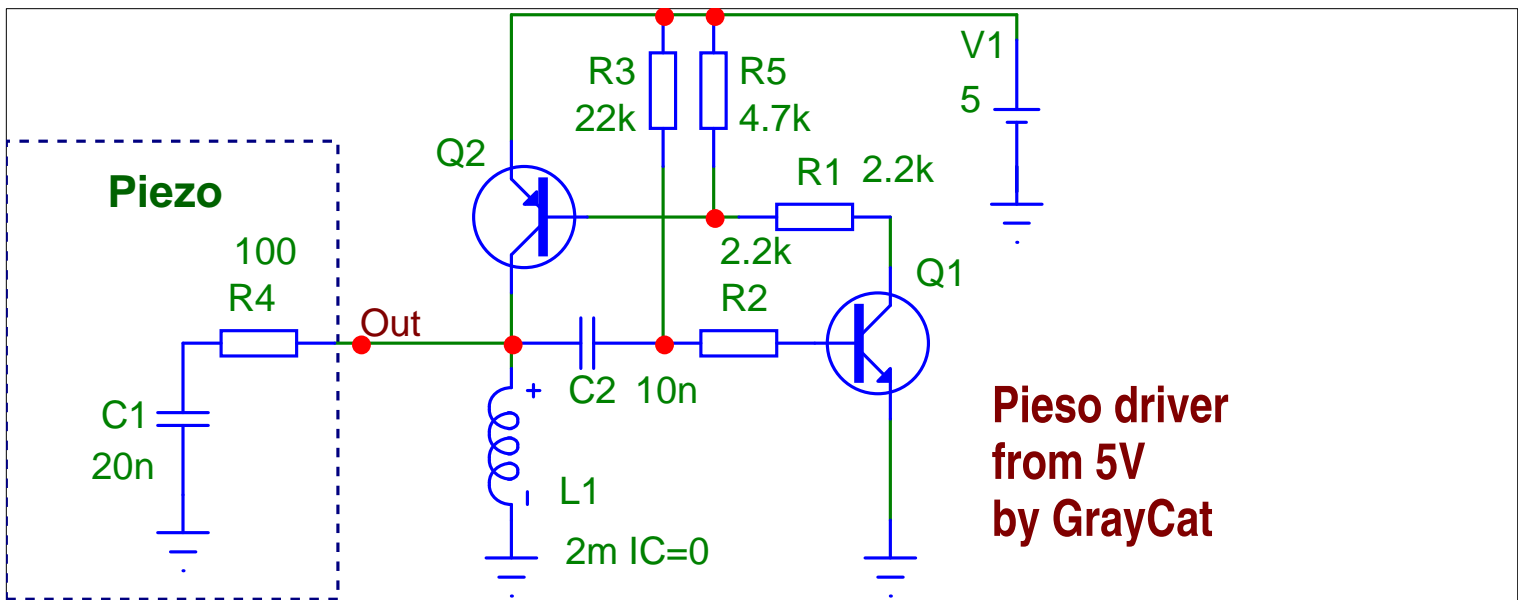 V1
5
R3
22k
R5
4.7k
Q2
R1 2.2k
Piezo
100
R4
Out
2.2k
R2
Q1
C1
20n
+
C2 10n
-
L1
2m IC=0
Pieso driver
from 5V
by GrayCat